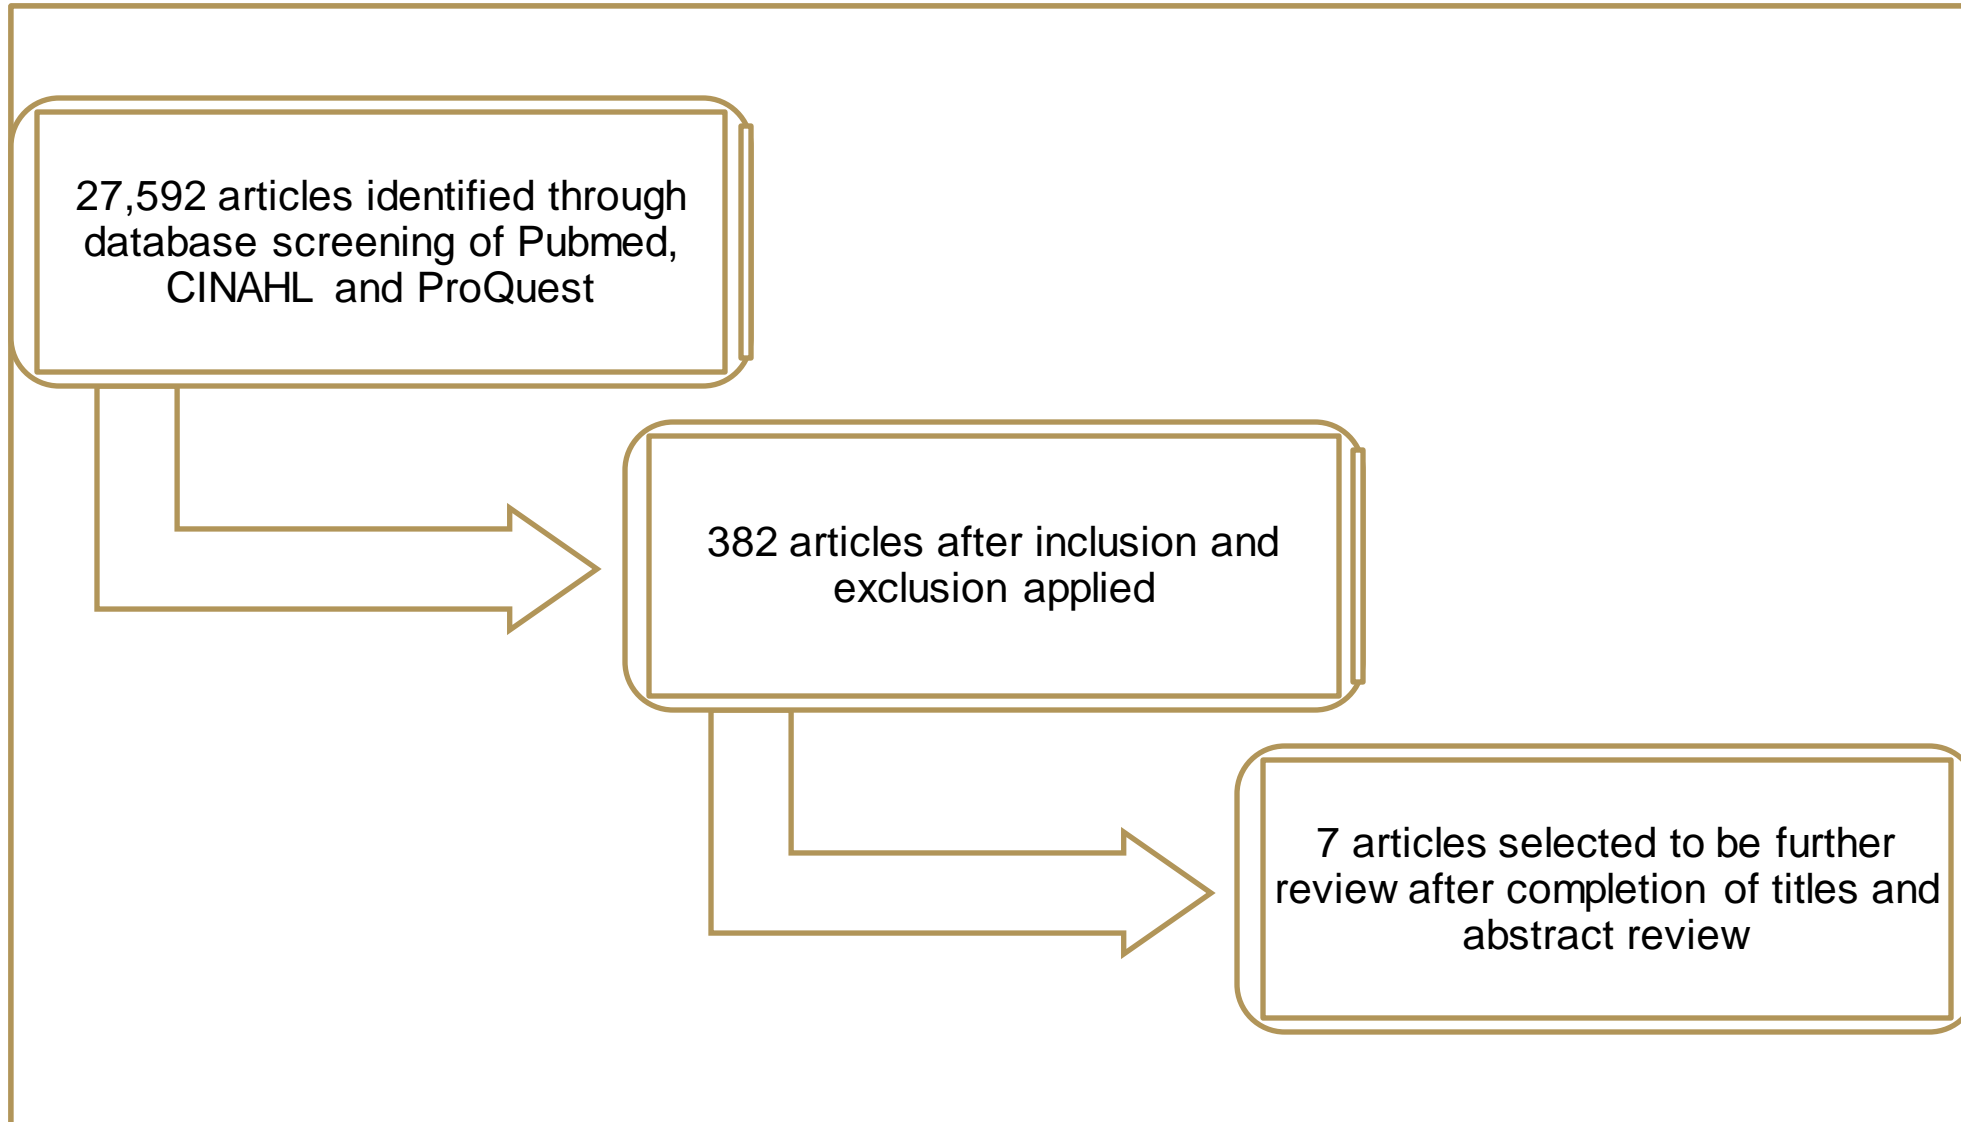 27,592 articles identified through
database screening of Pubmed,
CINAHL and ProQuest
382 articles after inclusion and
exclusion applied
7 articles selected to be further
review after completion of titles and
abstract review